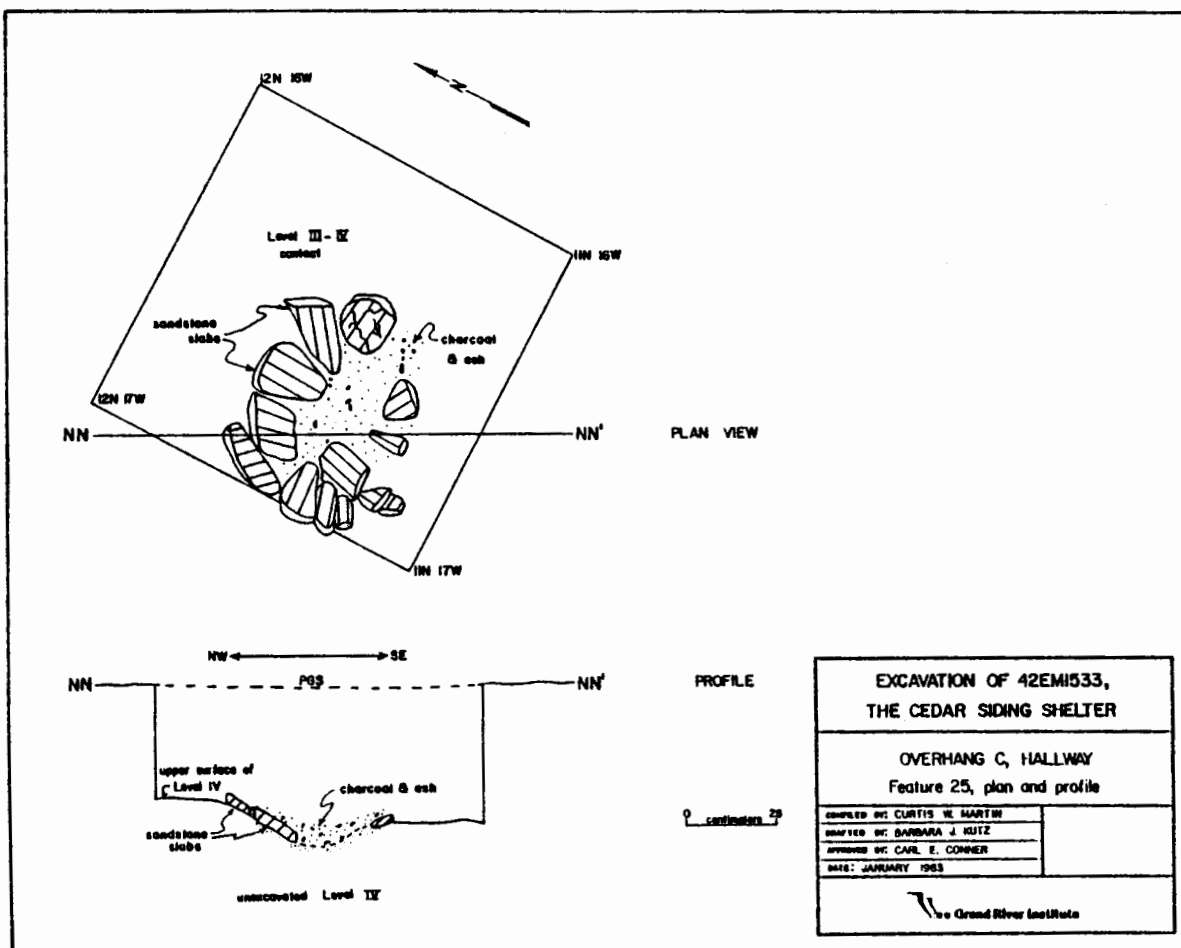 12N 16W
N
Level III - IV
contact
11N 16W
sandstone
slabs
charcoal
& ash
12N 17W
NN
NN'
PLAN VIEW
11N 17W
NW
SE
NN
PGS
NN'
PROFILE
upper surface of
Level IV
charcoal & ash
sandstone
slabs
0 centimeters 25
unexcavated Level IV
EXCAVATION OF 42EM1533,
THE CEDAR SIDING SHELTER
OVERHANG C, HALLWAY
Feature 25, plan and profile
COMPILED BY: CURTIS W. MARTIN
DRAFTED BY: BARBARA J. KUTZ
APPROVED BY: CARL E. CONNER
DATE: JANUARY 1983
Grand River Institute